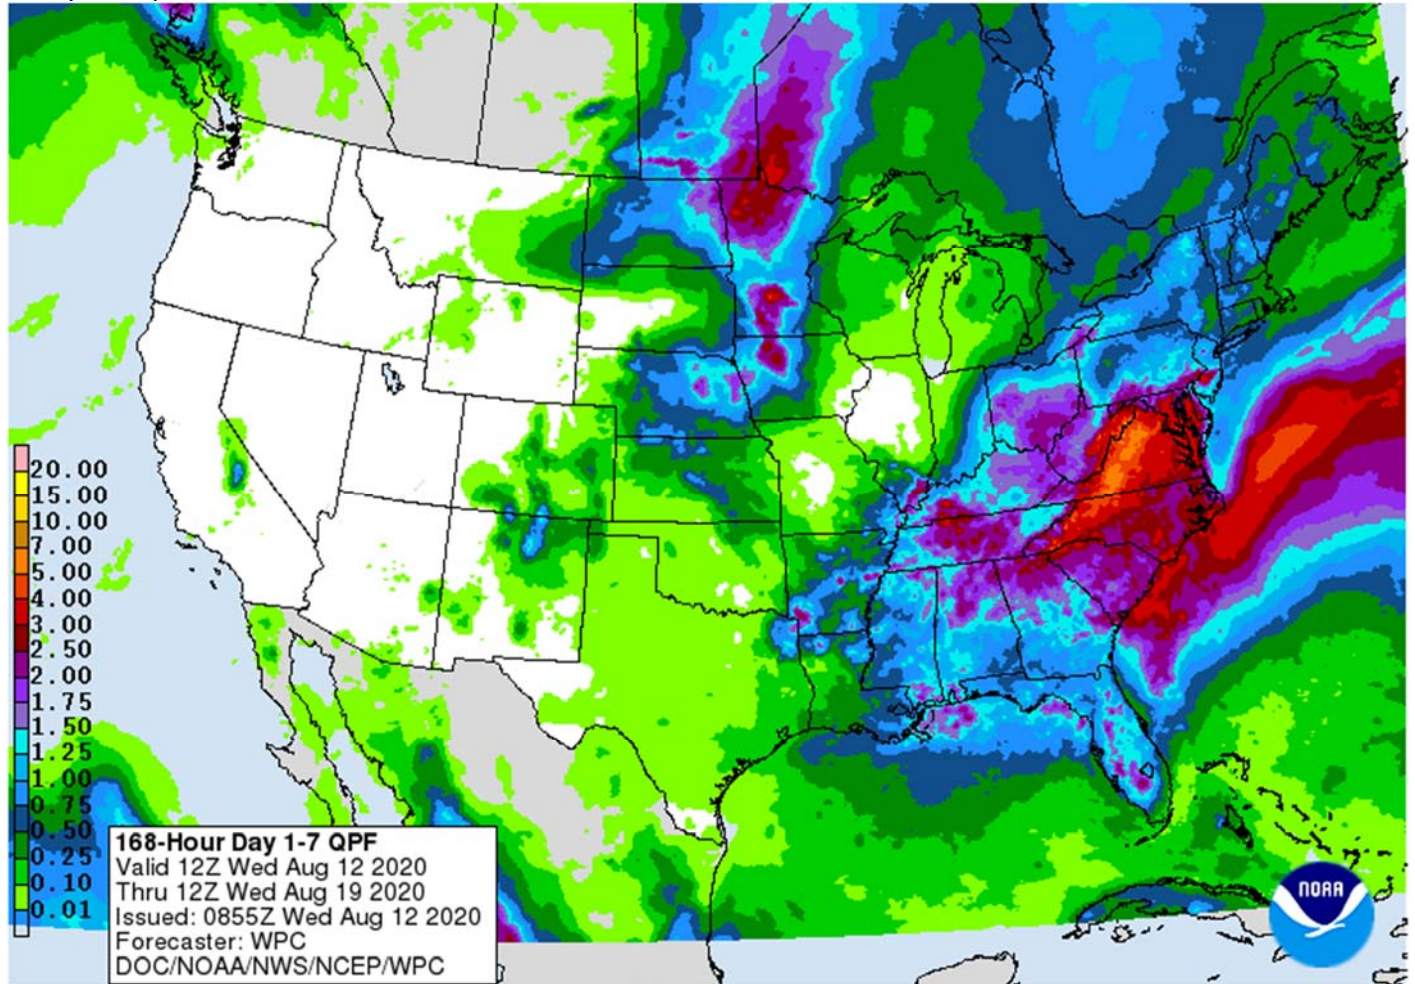 20.00
15.00
10.00
7.00
5.00
4.00
3.00
2.50
2.00
1.75
1.50
1.25
1.00
0.75
0.50
0.25
0.10
0.01
168-Hour Day 1-7 QPF
Valid 12Z Wed Aug 12 2020
Thru 12Z Wed Aug 19 2020
Issued: 0855Z Wed Aug 12 2020
Forecaster: WPC
DOC/NOAA/NWS/NCEP/WPC
NOAA